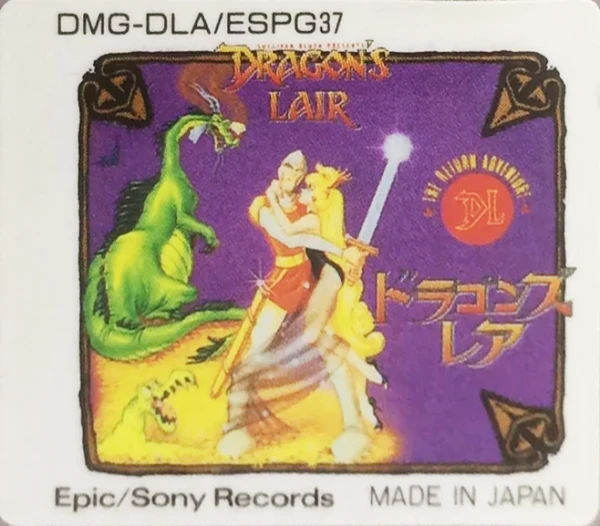 DMG-DLA/ESPG37
SULLIVAN BLUTH PRESENTS
DRAGON'S
LAIR
THE RETURN ADVENTURE
DL
ドラゴンズ
レア
Epic/Sony Records
MADE IN JAPAN